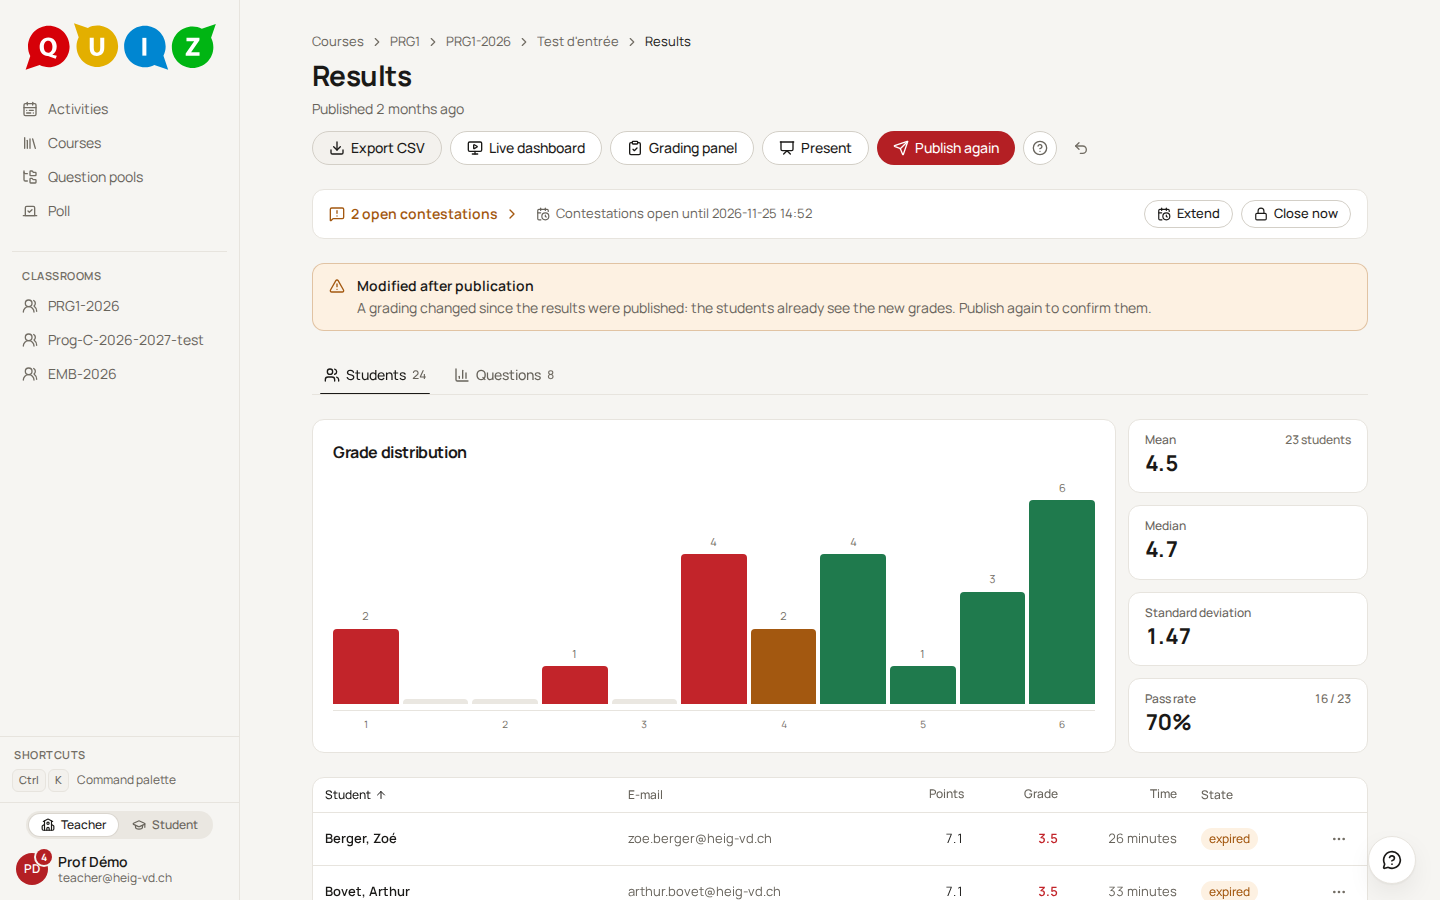 QUIZ
Activities
Courses
Question pools
Poll
CLASSROOMS
PRG1-2026
Prog-C-2026-2027-test
EMB-2026
SHORTCUTS
Ctrl K Command palette
Teacher Student
PD 4 Prof Démo
teacher@heig-vd.ch
Courses PRG1 PRG1-2026 Test d'entrée Results
Results
Published 2 months ago
Export CSV Live dashboard Grading panel Present Publish again
2 open contestations Contestations open until 2026-11-25 14:52 Extend Close now
Modified after publication
A grading changed since the results were published: the students already see the new grades. Publish again to confirm them.
Students 24 Questions 8
Grade distribution
2 1 4 2 4 1 3 6
1 2 3 4 5 6
Mean 23 students
4.5
Median
4.7
Standard deviation
1.47
Pass rate 16 / 23
70%
Student E-mail Points Grade Time State
Berger, Zoé zoe.berger@heig-vd.ch 7.1 3.5 26 minutes expired
Bovet, Arthur arthur.bovet@heig-vd.ch 7.1 3.5 33 minutes expired